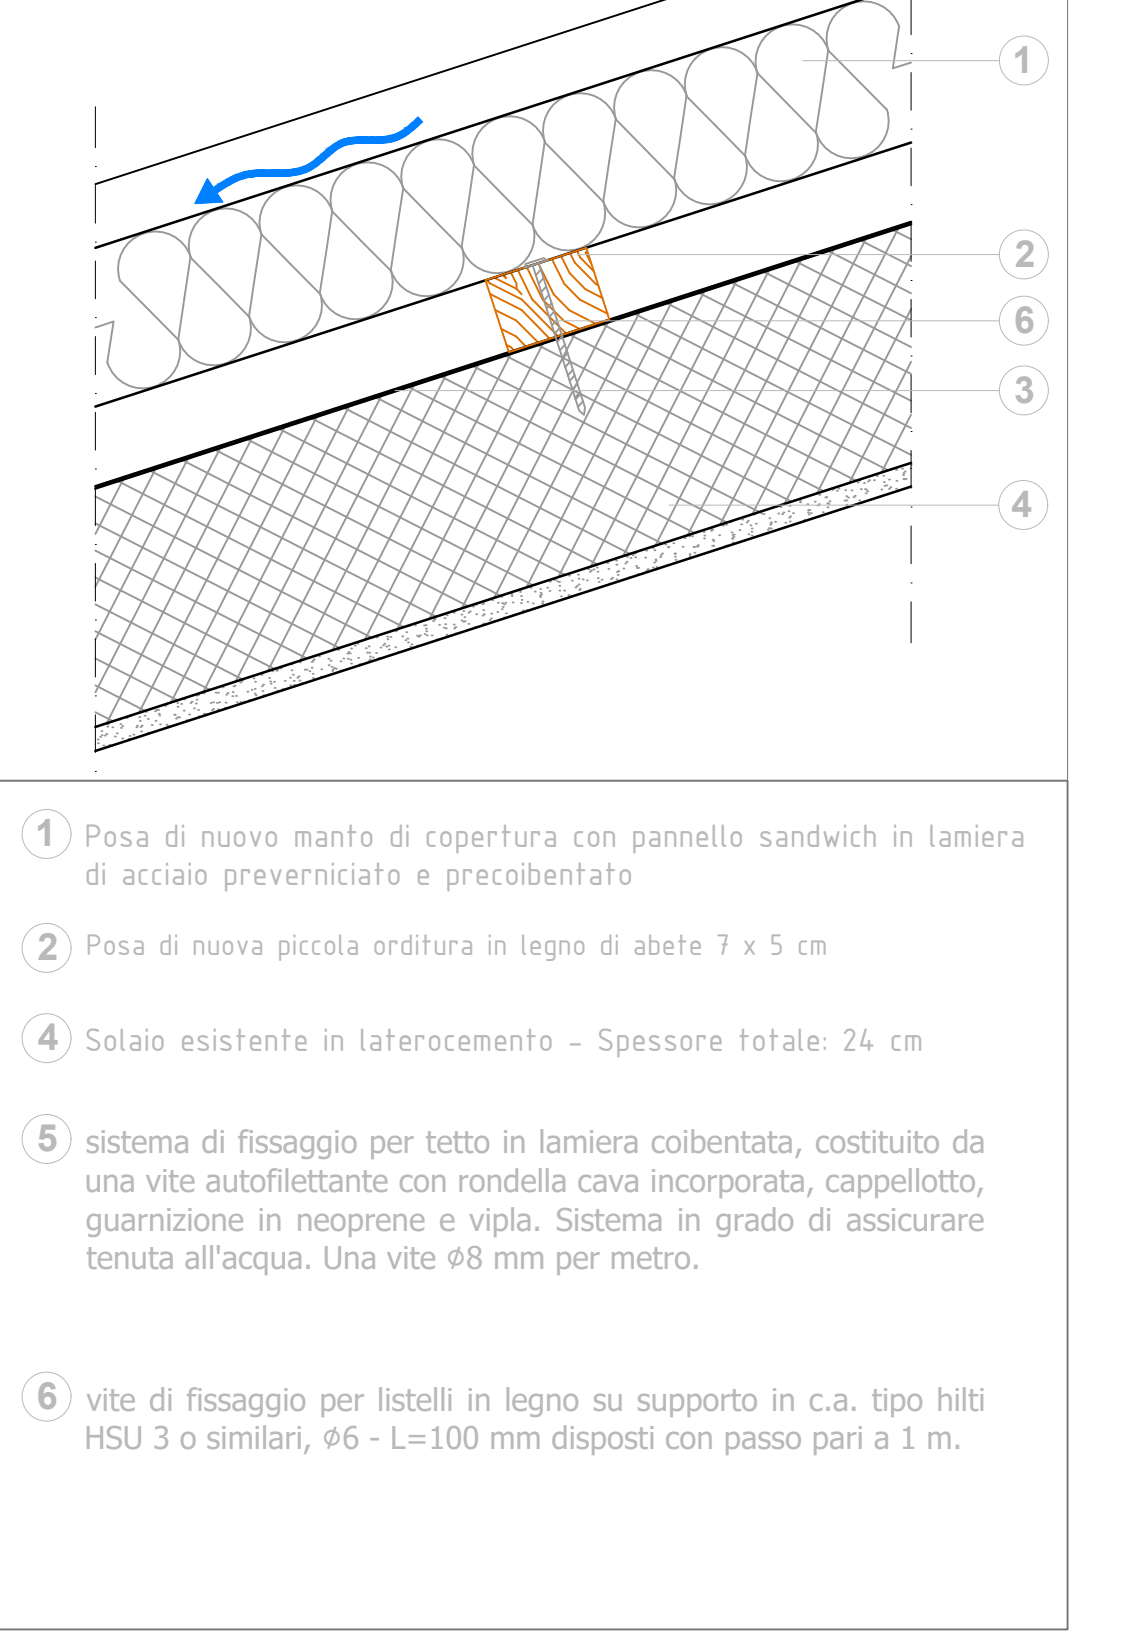 1
2
6
3
4
1 Posa di nuovo manto di copertura con pannello sandwich in lamiera
di acciaio preverniciato e precoibentato
2 Posa di nuova piccola orditura in legno di abete 7 x 5 cm
4 Solaio esistente in laterocemento - Spessore totale: 24 cm
5 sistema di fissaggio per tetto in lamiera coibentata, costituito da
una vite autofilettante con rondella cava incorporata, cappellotto,
guarnizione in neoprene e vipla. Sistema in grado di assicurare
tenuta all'acqua. Una vite ∅8 mm per metro.
6 vite di fissaggio per listelli in legno su supporto in c.a. tipo hilti
HSU 3 o similari, ∅6 - L=100 mm disposti con passo pari a 1 m.